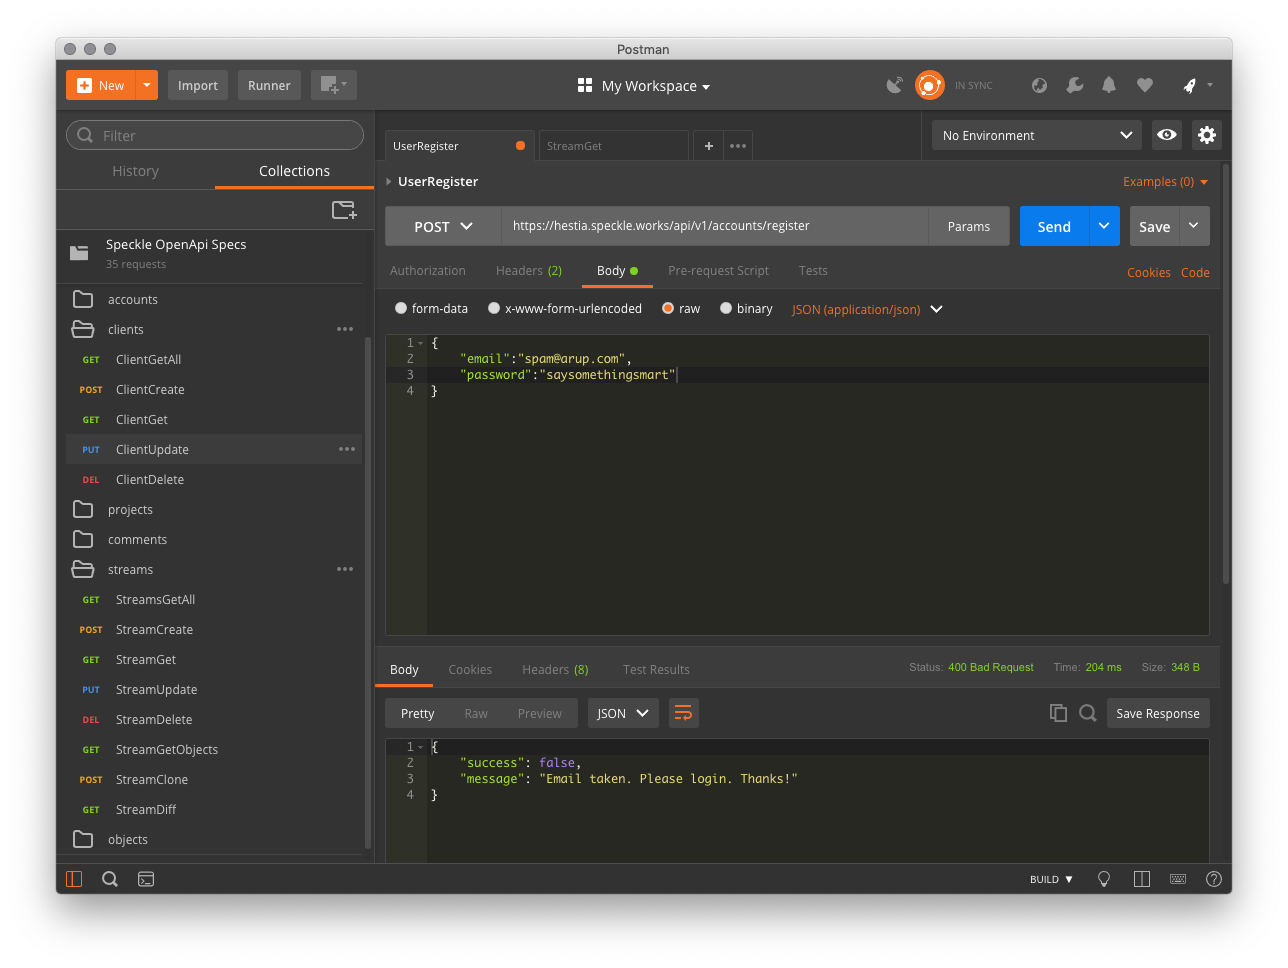 Postman
New
Import
Runner
My Workspace
IN SYNC
Filter
History
Collections
Speckle OpenApi Specs
35 requests
accounts
clients
GET ClientGetAll
POST ClientCreate
GET ClientGet
PUT ClientUpdate
DEL ClientDelete
projects
comments
streams
GET StreamsGetAll
POST StreamCreate
GET StreamGet
PUT StreamUpdate
DEL StreamDelete
GET StreamGetObjects
POST StreamClone
GET StreamDiff
objects
UserRegister
StreamGet
+
No Environment
UserRegister
Examples (0)
POST
https://hestia.speckle.works/api/v1/accounts/register
Params
Send
Save
Authorization
Headers (2)
Body
Pre-request Script
Tests
Cookies
Code
form-data
x-www-form-urlencoded
raw
binary
JSON (application/json)
1 {
2 "email":"spam@arup.com",
3 "password":"saysomethingsmart"
4 }
Body
Cookies
Headers (8)
Test Results
Status: 400 Bad Request
Time: 204 ms
Size: 348 B
Pretty
Raw
Preview
JSON
Save Response
1 {
2 "success": false,
3 "message": "Email taken. Please login. Thanks!"
4 }
BUILD